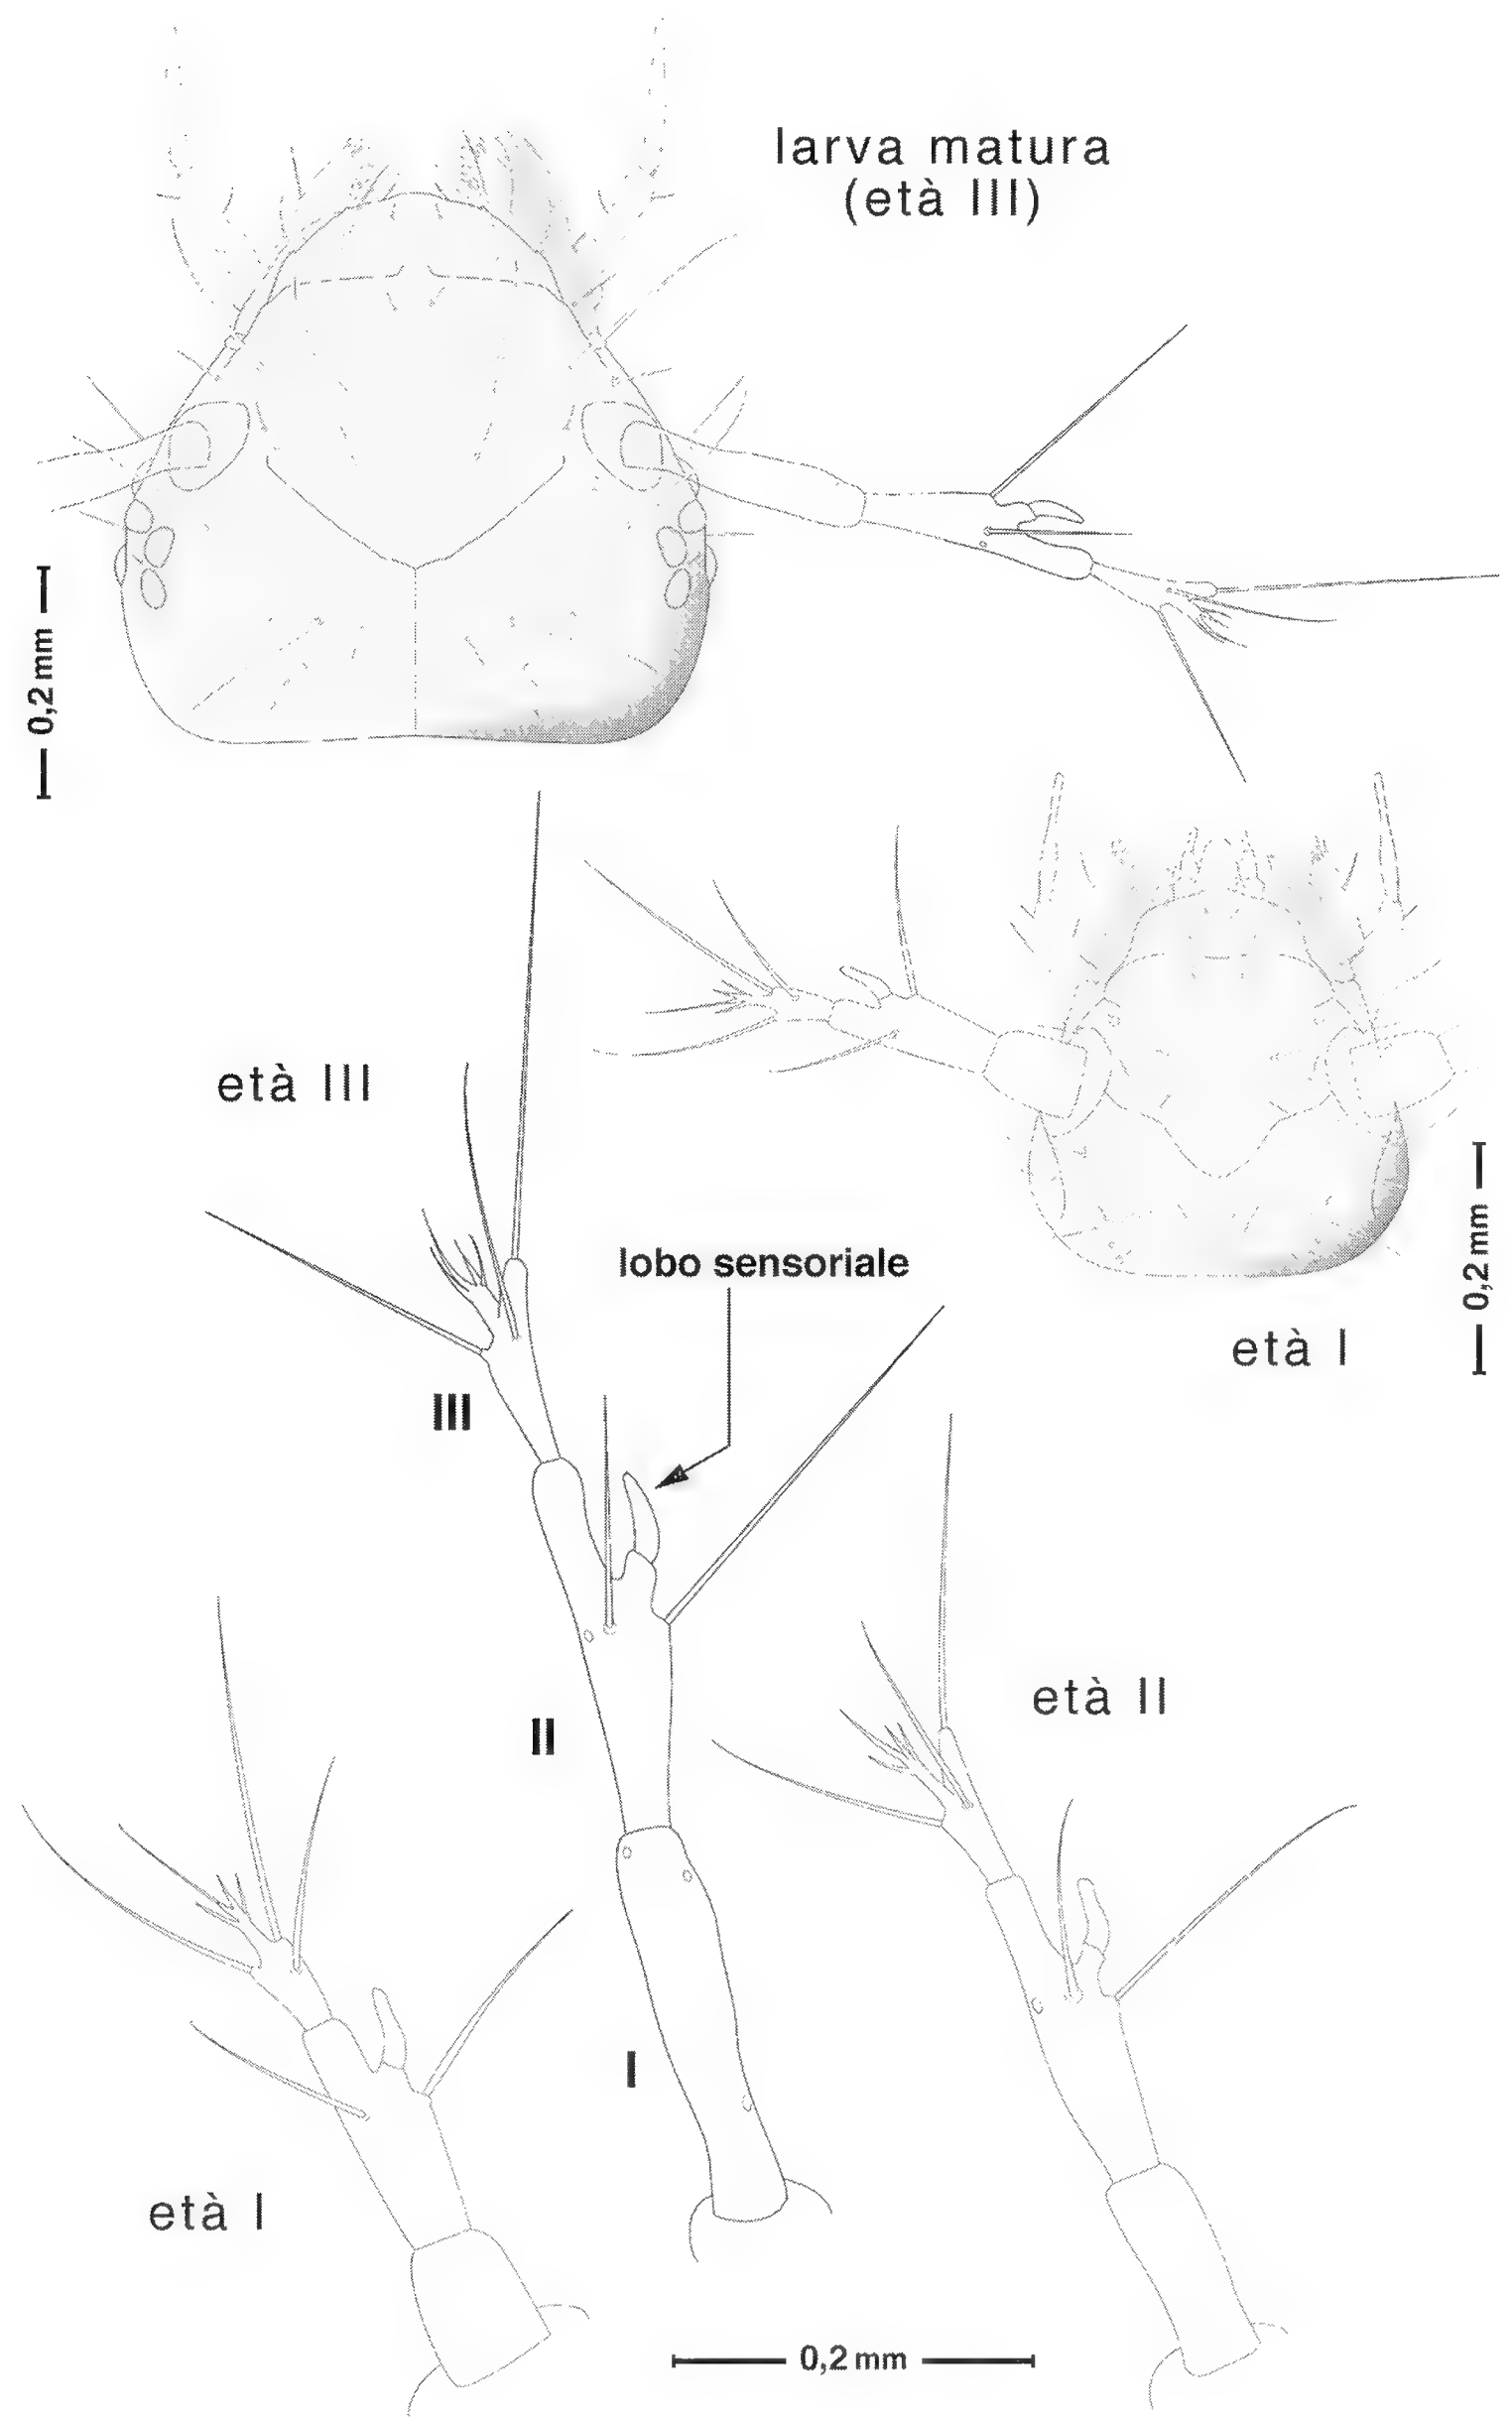 larva matura
(età III)
0,2 mm
età III
lobo sensoriale
0,2 mm
età I
III
II
età II
I
età I
0,2 mm